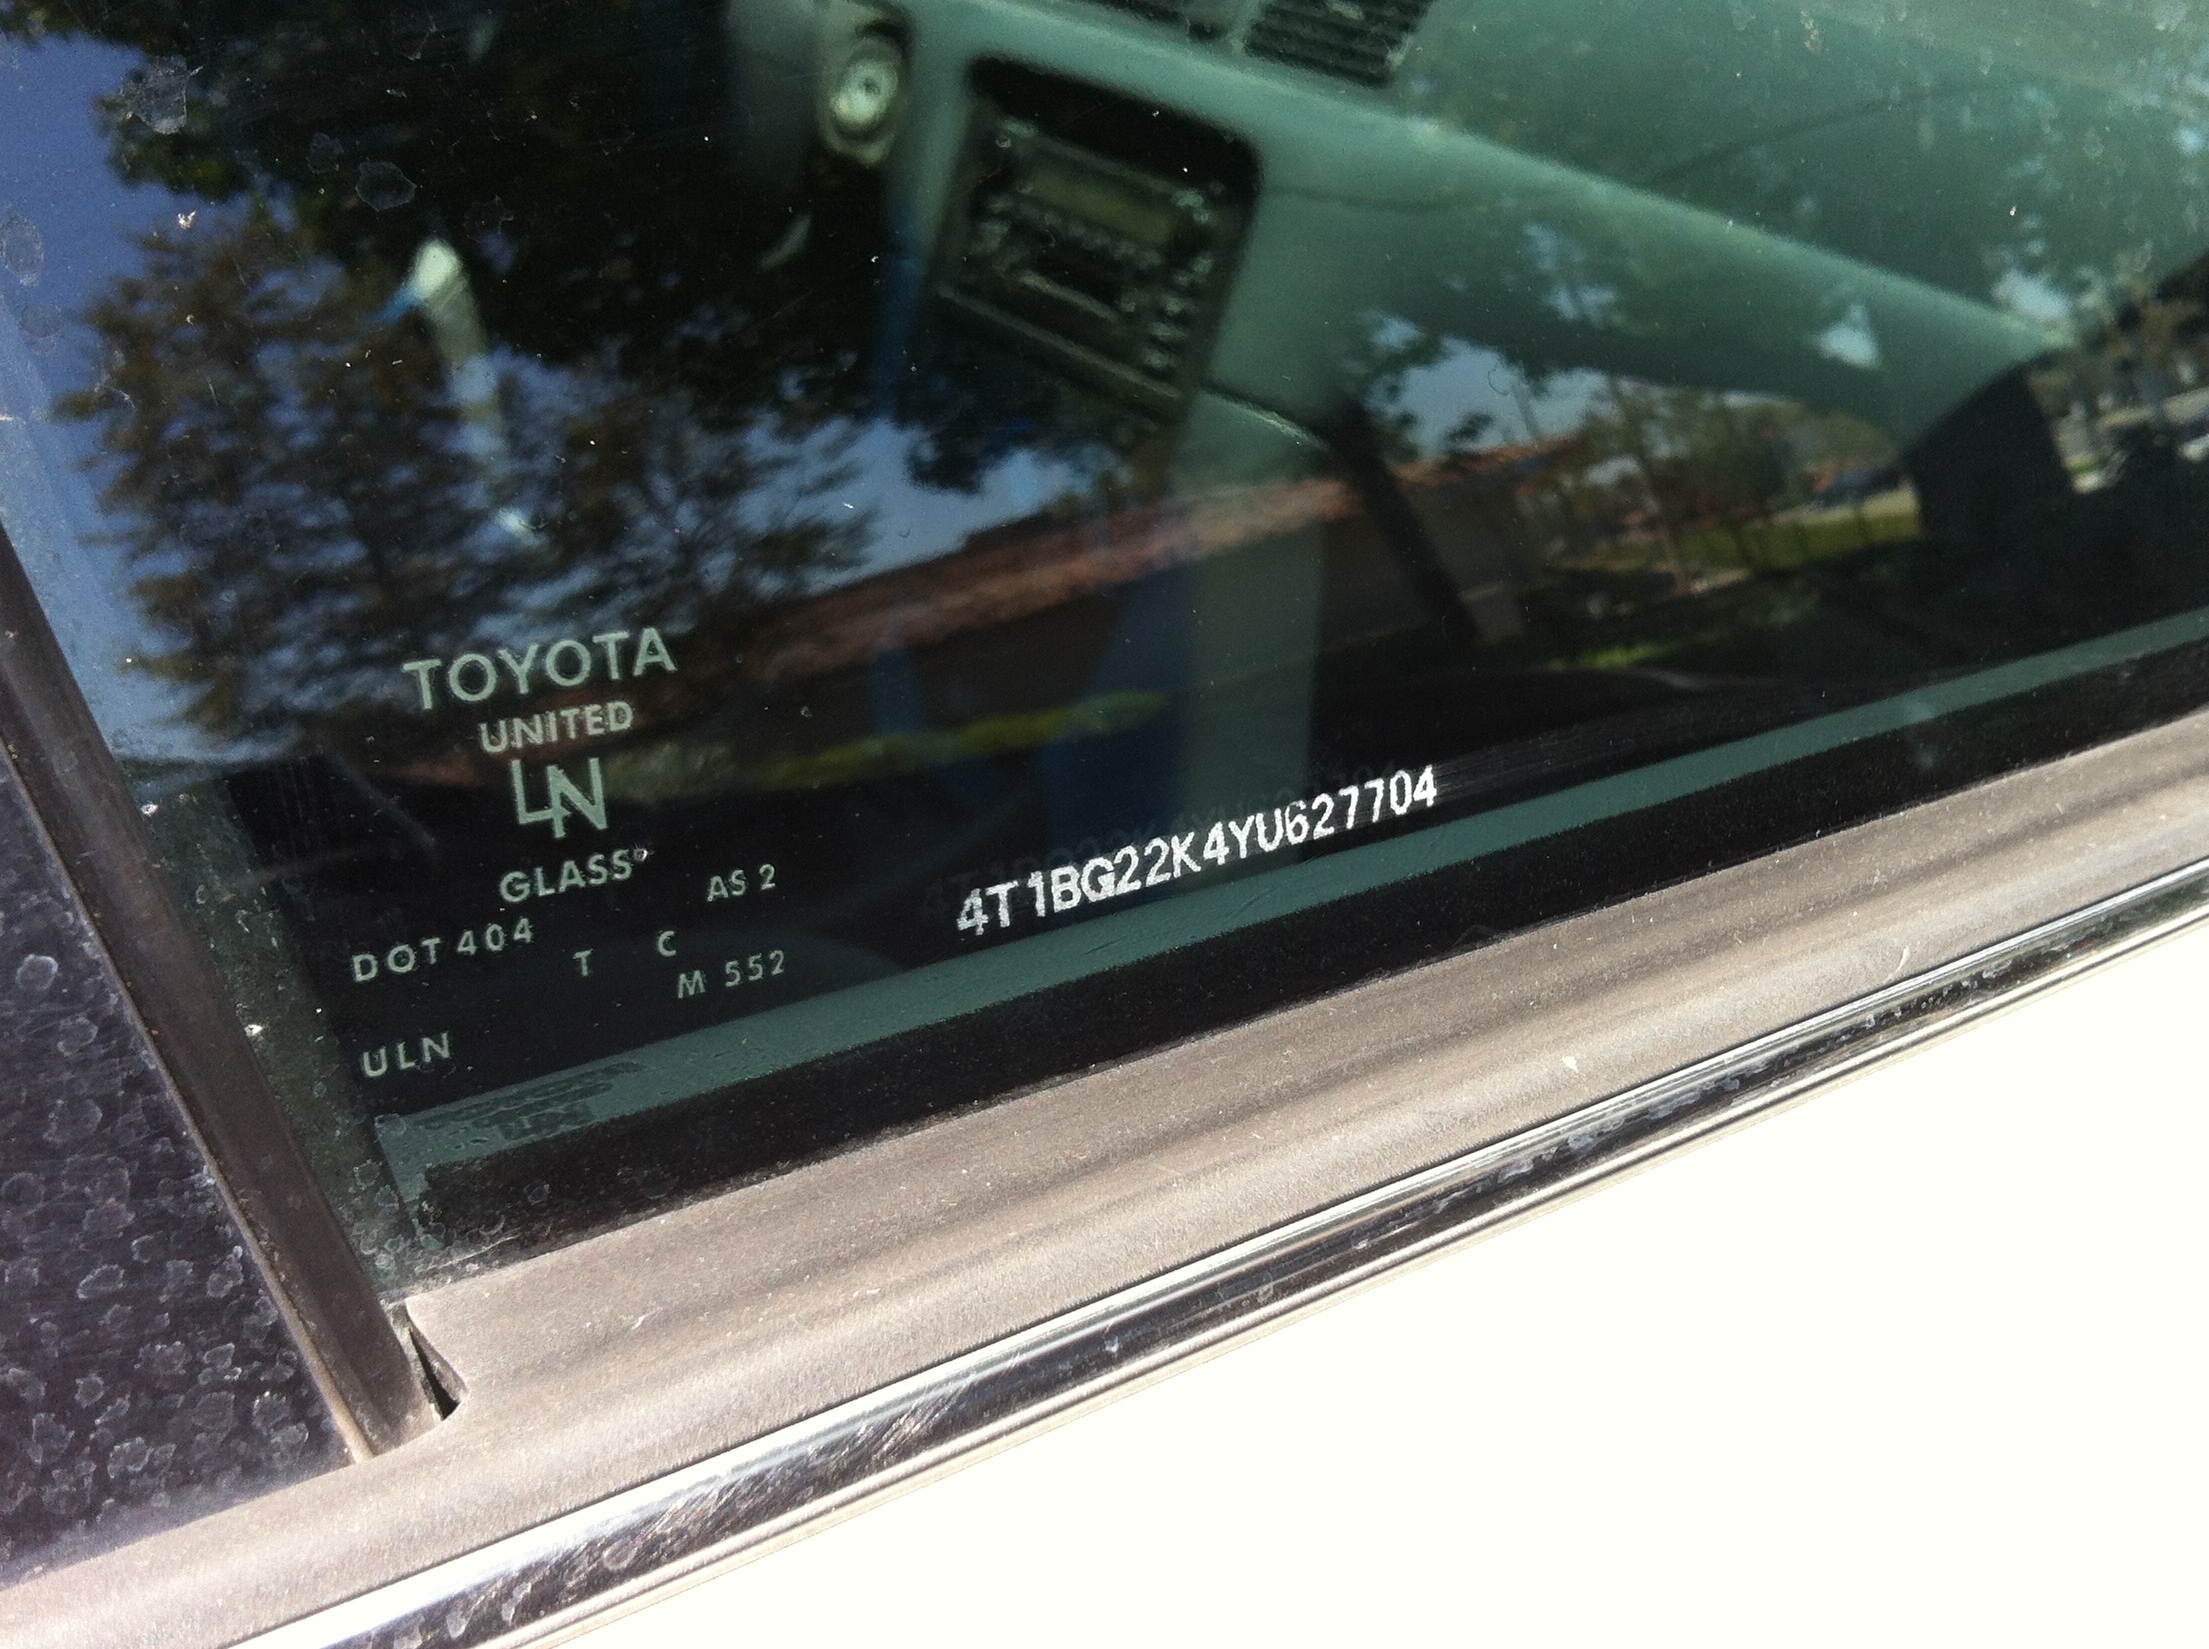 TOYOTA
UNITED
LN
GLASS
AS 2
DOT 404
T C
M 552
ULN
4T1BG22K4YU627704